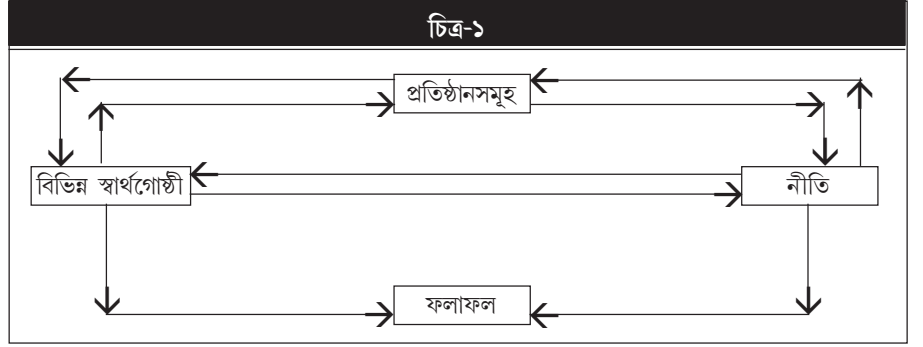 চিত্র-১
প্রতিষ্ঠানসমূহ
বিভিন্ন স্বার্থগোষ্ঠী
নীতি
ফলাফল